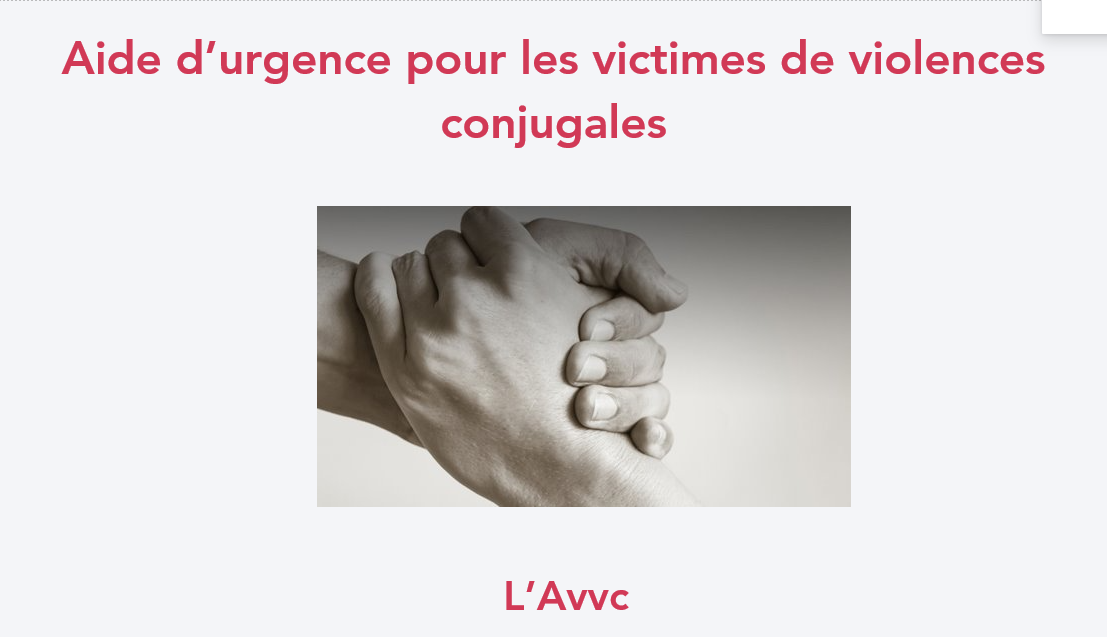 Aide d’urgence pour les victimes de violences
conjugales
L’Avvc